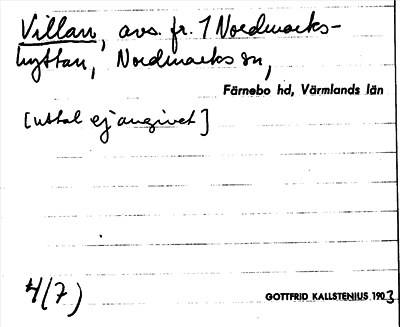 Villan, avs. fr. 1 Nordmarks-
hyttan, Nordmarks sn,
Färnebo hd, Värmlands län
[uttal ej angivet]
4(7)
GOTTFRID KALLSTENIUS 1903